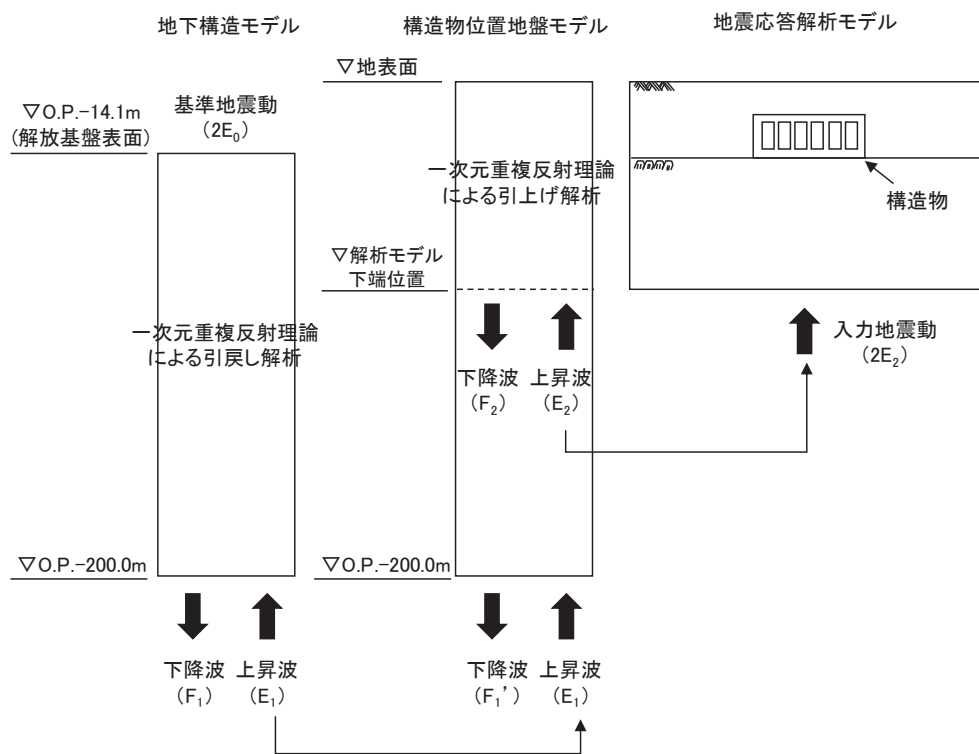 地下構造モデル
▽O.P.-14.1m
(解放基盤表面)
基準地震動
(2E₀)
一次元重複反射理論
による引戻し解析
▽O.P.-200.0m
下降波
(F₁)
上昇波
(E₁)
構造物位置地盤モデル
▽地表面
一次元重複反射理論
による引上げ解析
▽解析モデル
下端位置
下降波
(F₂)
上昇波
(E₂)
▽O.P.-200.0m
下降波
(F₁’)
上昇波
(E₁)
地震応答解析モデル
構造物
入力地震動
(2E₂)